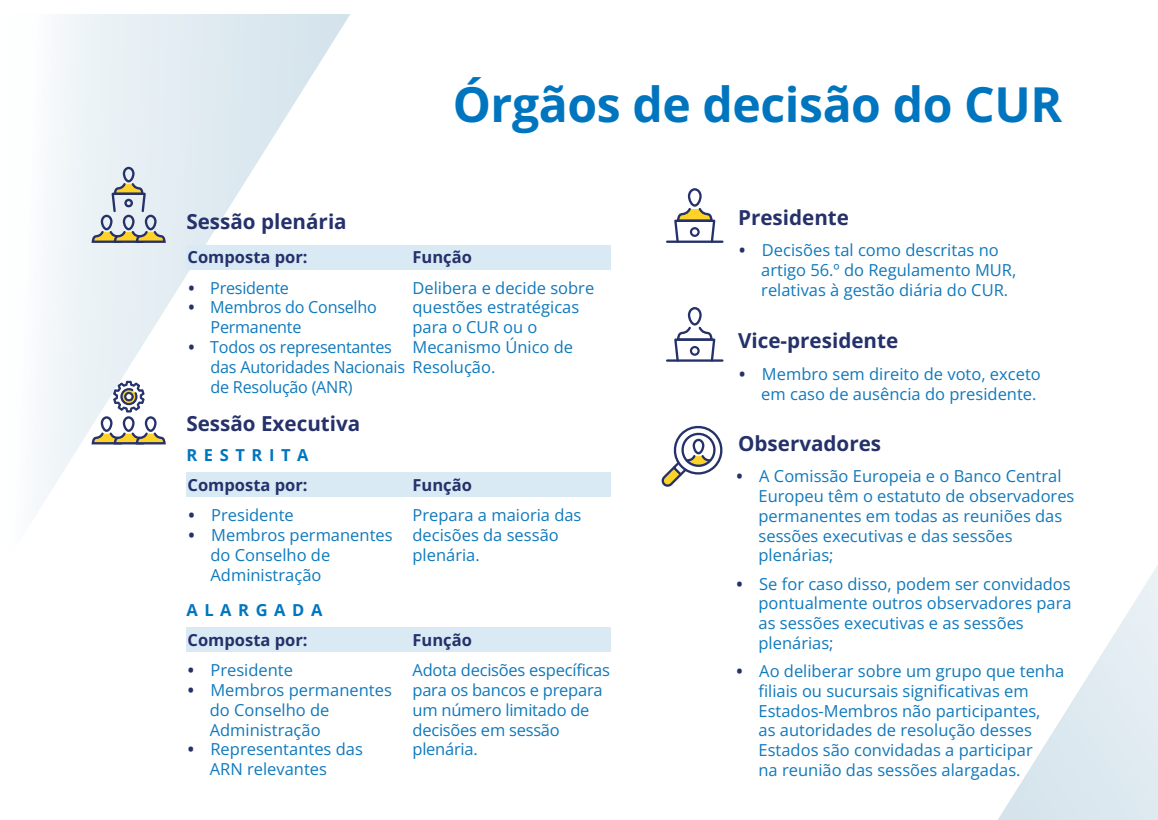 Órgãos de decisão do CUR
Sessão plenária
Composta por: Função
• Presidente
• Membros do Conselho
Permanente
• Todos os representantes
das Autoridades Nacionais
de Resolução (ANR)
Delibera e decide sobre
questões estratégicas
para o CUR ou o
Mecanismo Único de
Resolução.
Sessão Executiva
RESTRITA
Composta por: Função
• Presidente
• Membros permanentes
do Conselho de
Administração
Prepara a maioria das
decisões da sessão
plenária.
ALARGADA
Composta por: Função
• Presidente
• Membros permanentes
do Conselho de
Administração
• Representantes das
ARN relevantes
Adota decisões específicas
para os bancos e prepara
um número limitado de
decisões em sessão
plenária.
Presidente
• Decisões tal como descritas no
artigo 56.º do Regulamento MUR,
relativas à gestão diária do CUR.
Vice-presidente
• Membro sem direito de voto, exceto
em caso de ausência do presidente.
Observadores
• A Comissão Europeia e o Banco Central
Europeu têm o estatuto de observadores
permanentes em todas as reuniões das
sessões executivas e das sessões
plenárias;
• Se for caso disso, podem ser convidados
pontualmente outros observadores para
as sessões executivas e as sessões
plenárias;
• Ao deliberar sobre um grupo que tenha
filiais ou sucursais significativas em
Estados-Membros não participantes,
as autoridades de resolução desses
Estados são convidadas a participar
na reunião das sessões alargadas.